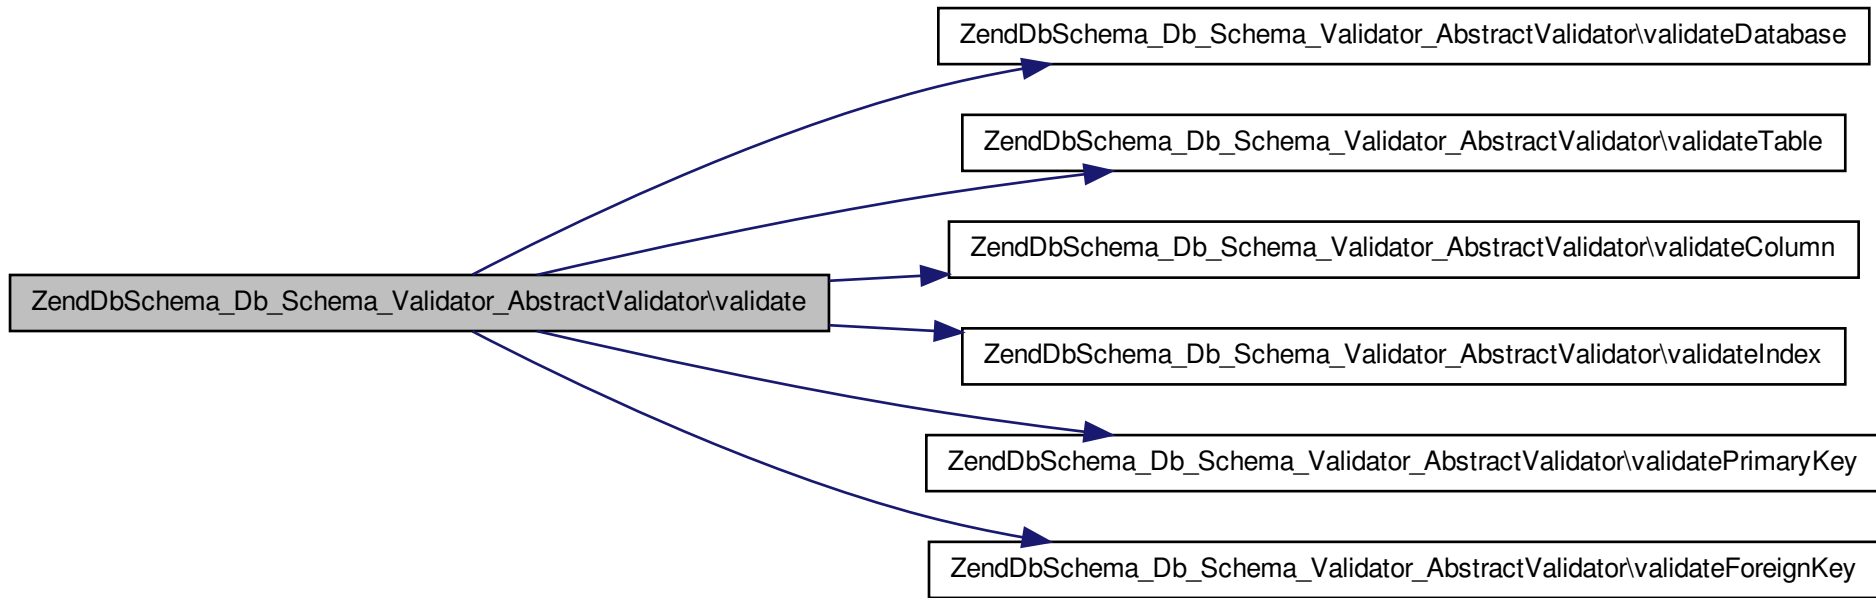 ZendDbSchema_Db_Schema_Validator_AbstractValidator\validateDatabase
ZendDbSchema_Db_Schema_Validator_AbstractValidator\validateTable
ZendDbSchema_Db_Schema_Validator_AbstractValidator\validateColumn
ZendDbSchema_Db_Schema_Validator_AbstractValidator\validate
ZendDbSchema_Db_Schema_Validator_AbstractValidator\validateIndex
ZendDbSchema_Db_Schema_Validator_AbstractValidator\validatePrimaryKey
ZendDbSchema_Db_Schema_Validator_AbstractValidator\validateForeignKey